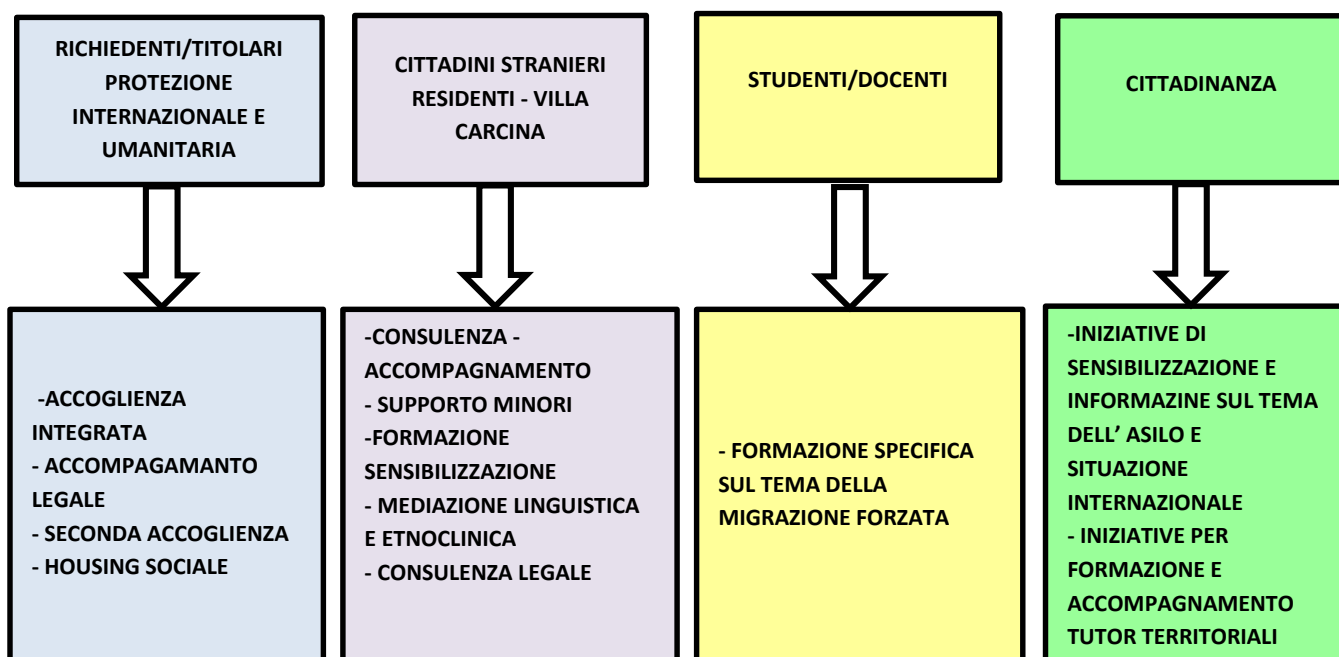 RICHIEDENTI/TITOLARI
PROTEZIONE
INTERNAZIONALE E
UMANITARIA
CITTADINI STRANIERI
RESIDENTI - VILLA
CARCINA
STUDENTI/DOCENTI
CITTADINANZA
-ACCOGLIENZA
INTEGRATA
- ACCOMPAGAMANTO
LEGALE
- SECONDA ACCOGLIENZA
- HOUSING SOCIALE
-CONSULENZA -
ACCOMPAGNAMENTO
- SUPPORTO MINORI
-FORMAZIONE
SENSIBILIZZAZIONE
- MEDIAZIONE LINGUISTICA
E ETNOCLINICA
- CONSULENZA LEGALE
- FORMAZIONE SPECIFICA
SUL TEMA DELLA
MIGRAZIONE FORZATA
-INIZIATIVE DI
SENSIBILIZZAZIONE E
INFORMAZINE SUL TEMA
DELL’ ASILO E
SITUAZIONE
INTERNAZIONALE
- INIZIATIVE PER
FORMAZIONE E
ACCOMPAGNAMENTO
TUTOR TERRITORIALI